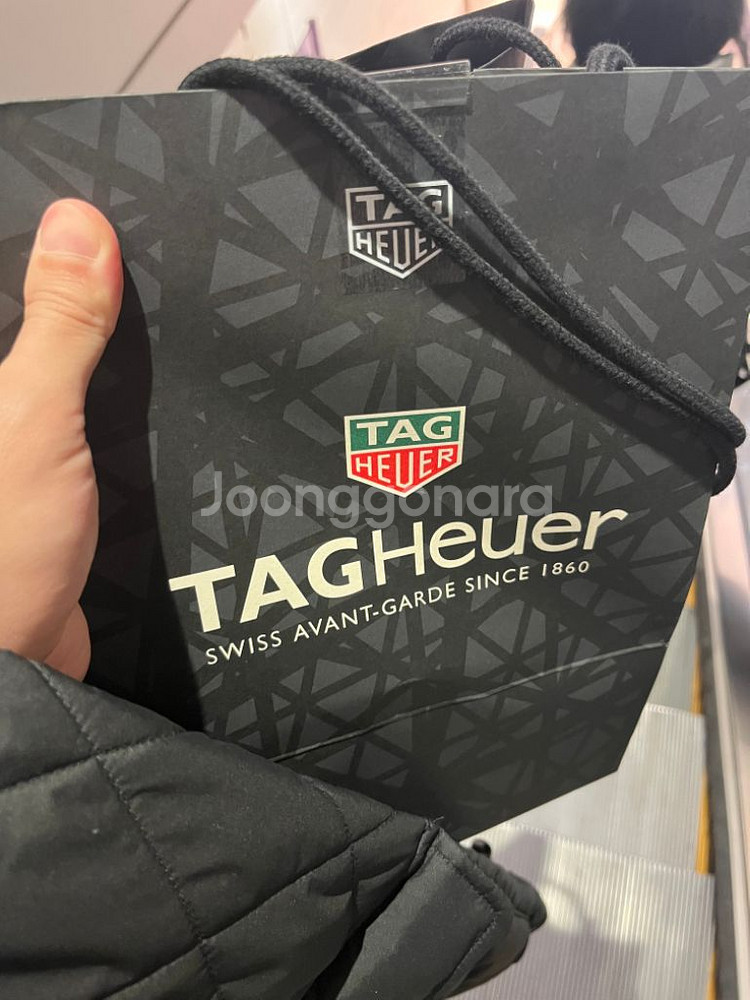 TAG
HEUER
TAG
HEUER
Joonggonara
TAGHeuer
SWISS AVANT-GARDE SINCE 1860